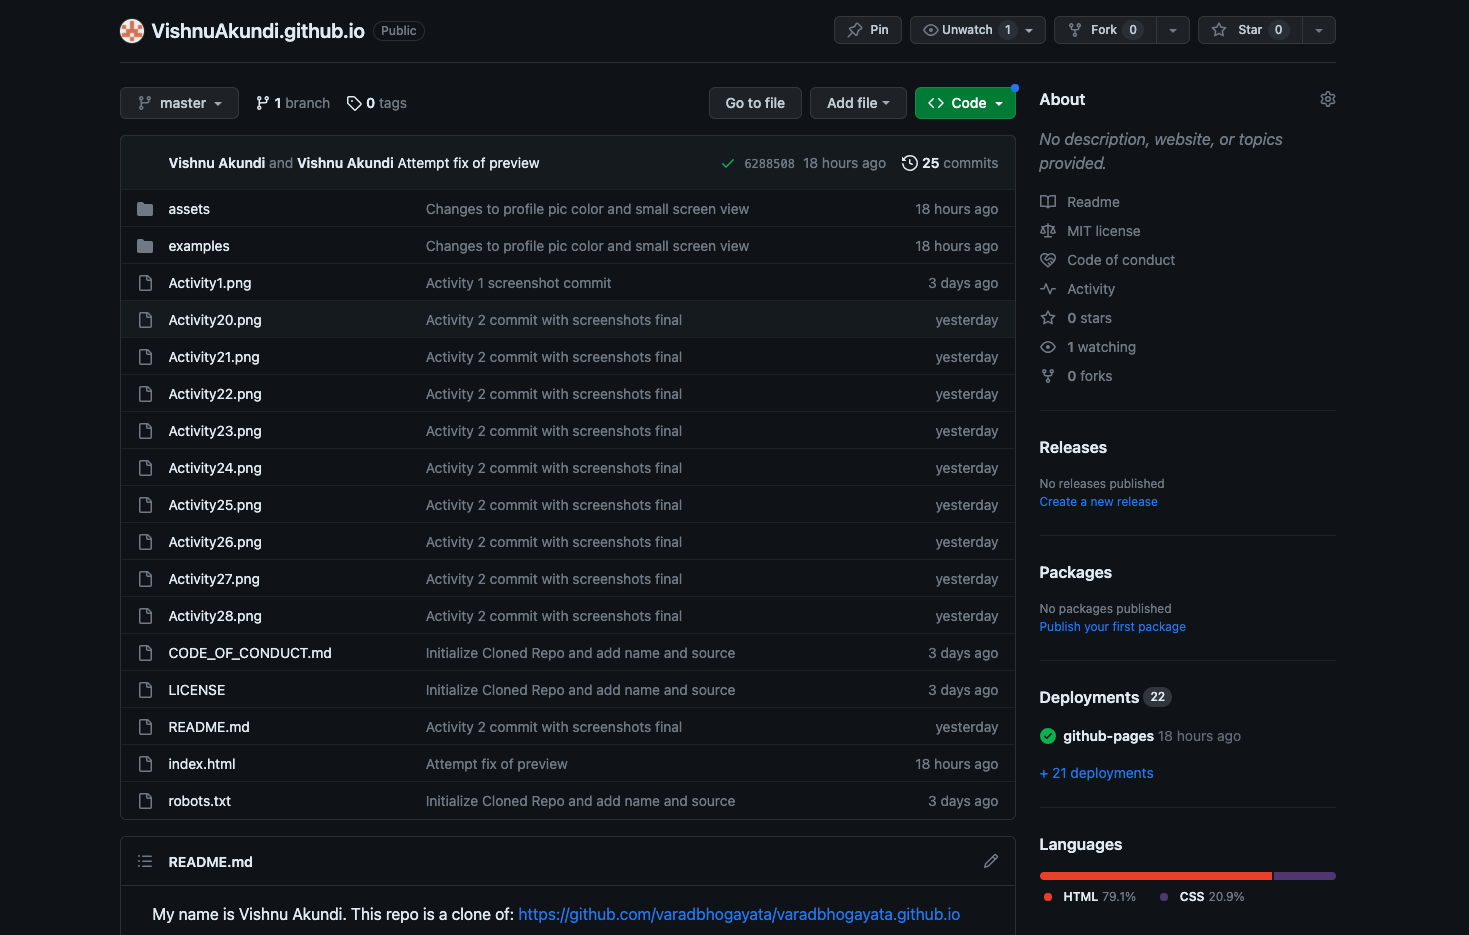 VishnuAkundi.github.io Public
Pin
Unwatch 1
Fork 0
Star 0
master
1 branch
0 tags
Go to file
Add file
Code
Vishnu Akundi and Vishnu Akundi Attempt fix of preview 6288508 18 hours ago 25 commits
assets Changes to profile pic color and small screen view 18 hours ago
examples Changes to profile pic color and small screen view 18 hours ago
Activity1.png Activity 1 screenshot commit 3 days ago
Activity20.png Activity 2 commit with screenshots final yesterday
Activity21.png Activity 2 commit with screenshots final yesterday
Activity22.png Activity 2 commit with screenshots final yesterday
Activity23.png Activity 2 commit with screenshots final yesterday
Activity24.png Activity 2 commit with screenshots final yesterday
Activity25.png Activity 2 commit with screenshots final yesterday
Activity26.png Activity 2 commit with screenshots final yesterday
Activity27.png Activity 2 commit with screenshots final yesterday
Activity28.png Activity 2 commit with screenshots final yesterday
CODE_OF_CONDUCT.md Initialize Cloned Repo and add name and source 3 days ago
LICENSE Initialize Cloned Repo and add name and source 3 days ago
README.md Activity 2 commit with screenshots final yesterday
index.html Attempt fix of preview 18 hours ago
robots.txt Initialize Cloned Repo and add name and source 3 days ago
README.md
My name is Vishnu Akundi. This repo is a clone of: https://github.com/varadbhogayata/varadbhogayata.github.io
About
No description, website, or topics
provided.
Readme
MIT license
Code of conduct
Activity
0 stars
1 watching
0 forks
Releases
No releases published
Create a new release
Packages
No packages published
Publish your first package
Deployments 22
github-pages 18 hours ago
+ 21 deployments
Languages
HTML 79.1% CSS 20.9%